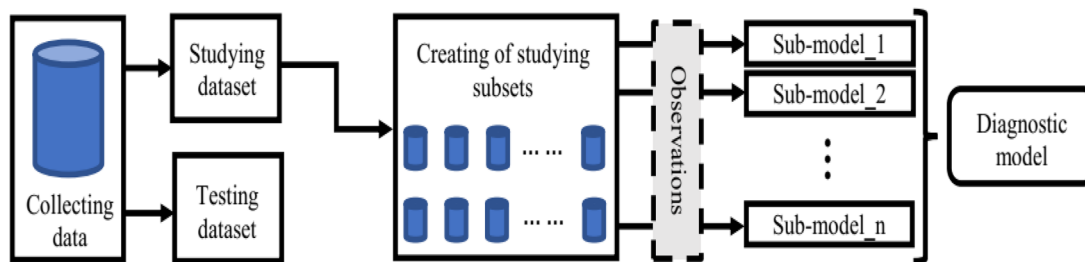 Collecting
data
Studying
dataset
Testing
dataset
Creating of studying
subsets
... ...
... ...
Observations
Sub-model_1
Sub-model_2
Sub-model_n
Diagnostic
model